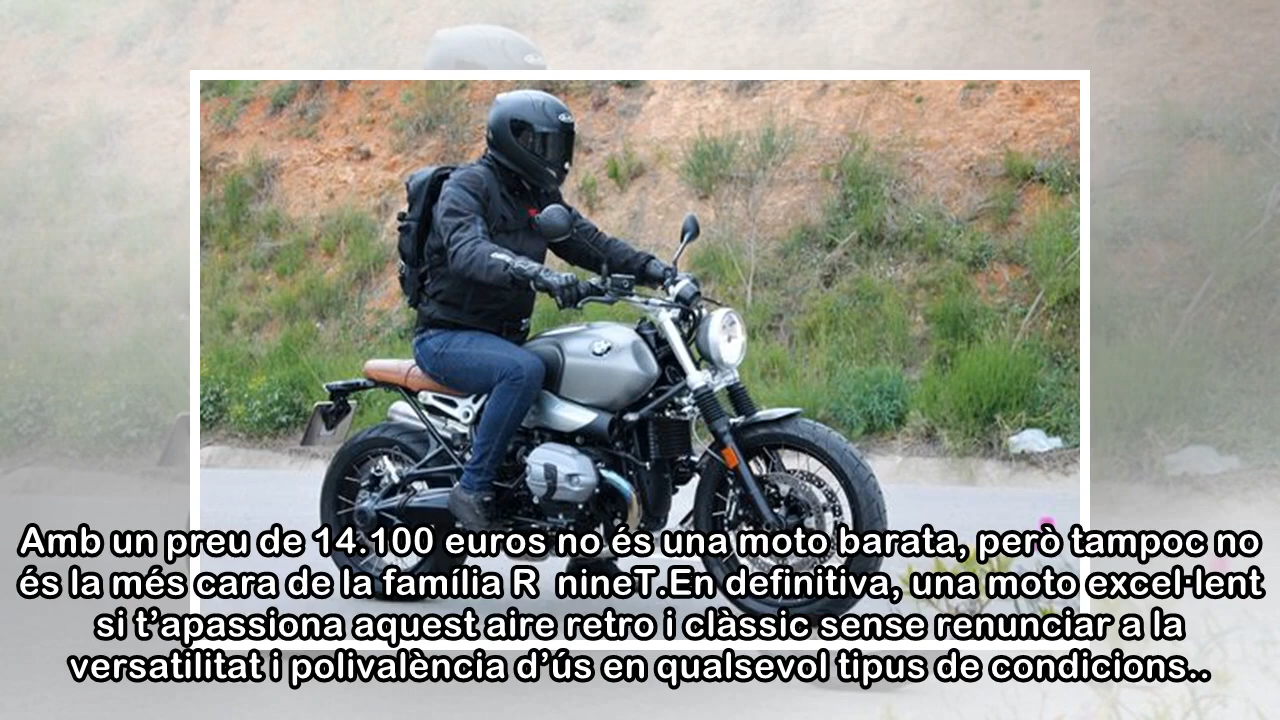 Amb un preu de 14.100 euros no és una moto barata, però tampoc no
és la més cara de la família R  nineT.En definitiva, una moto excel·lent
si t’apassiona aquest aire retro i clàssic sense renunciar a la
versatilitat i polivalència d’ús en qualsevol tipus de condicions..